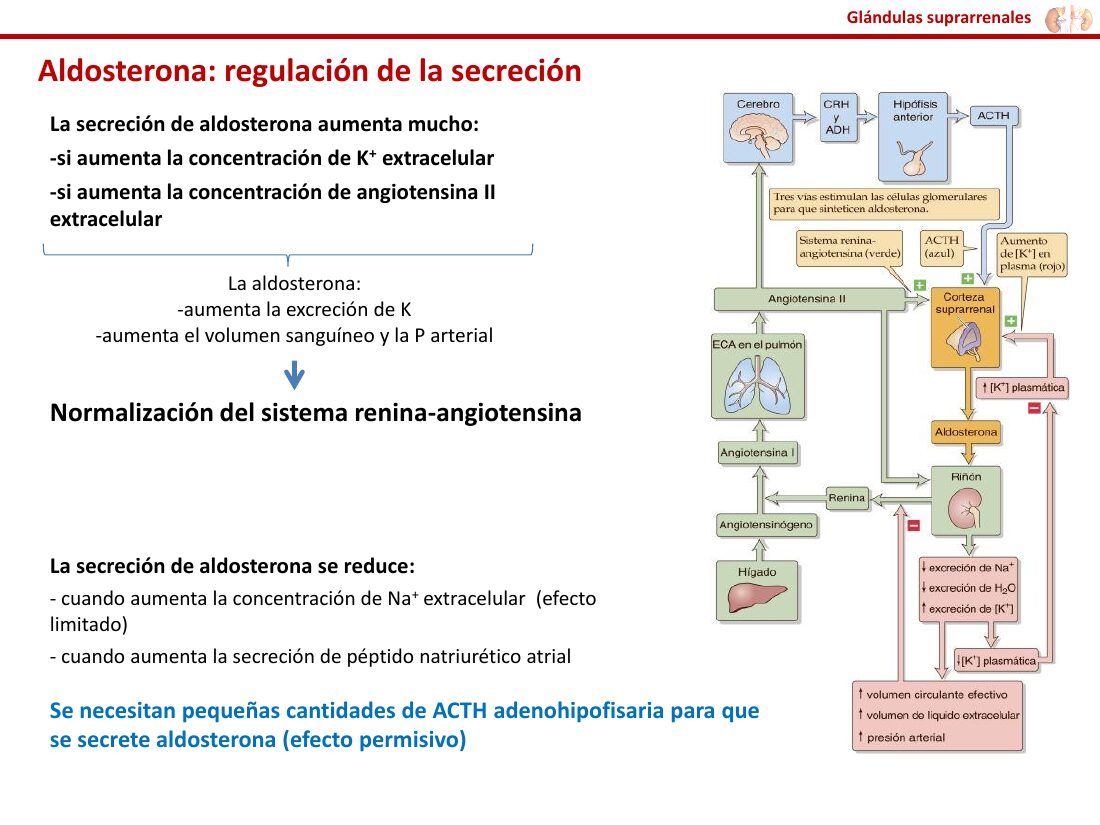 Glándulas suprarrenales
Aldosterona: regulación de la secreción
La secreción de aldosterona aumenta mucho:
-si aumenta la concentración de K⁺ extracelular
-si aumenta la concentración de angiotensina II
extracelular
La aldosterona:
-aumenta la excreción de K
-aumenta el volumen sanguíneo y la P arterial
Normalización del sistema renina-angiotensina
La secreción de aldosterona se reduce:
- cuando aumenta la concentración de Na⁺ extracelular (efecto
limitado)
- cuando aumenta la secreción de péptido natriurético atrial
Se necesitan pequeñas cantidades de ACTH adenohipofisaria para que
se secrete aldosterona (efecto permisivo)
Cerebro
CRH
y
ADH
Hipófisis
anterior
ACTH
Tres vías estimulan las células glomerulares
para que sinteticen aldosterona.
Sistema renina-
angiotensina (verde)
ACTH
(azul)
Aumento
de [K⁺] en
plasma (rojo)
Angiotensina II
Corteza
suprarrenal
ECA en el pulmón
↑ [K⁺] plasmática
Aldosterona
Angiotensina I
Riñón
Renina
Angiotensinógeno
Hígado
↓ excreción de Na⁺
↓ excreción de H₂O
↑ excreción de [K⁺]
↓[K⁺] plasmática
↑ volumen circulante efectivo
↑ volumen de liquido extracelular
↑ presión arterial